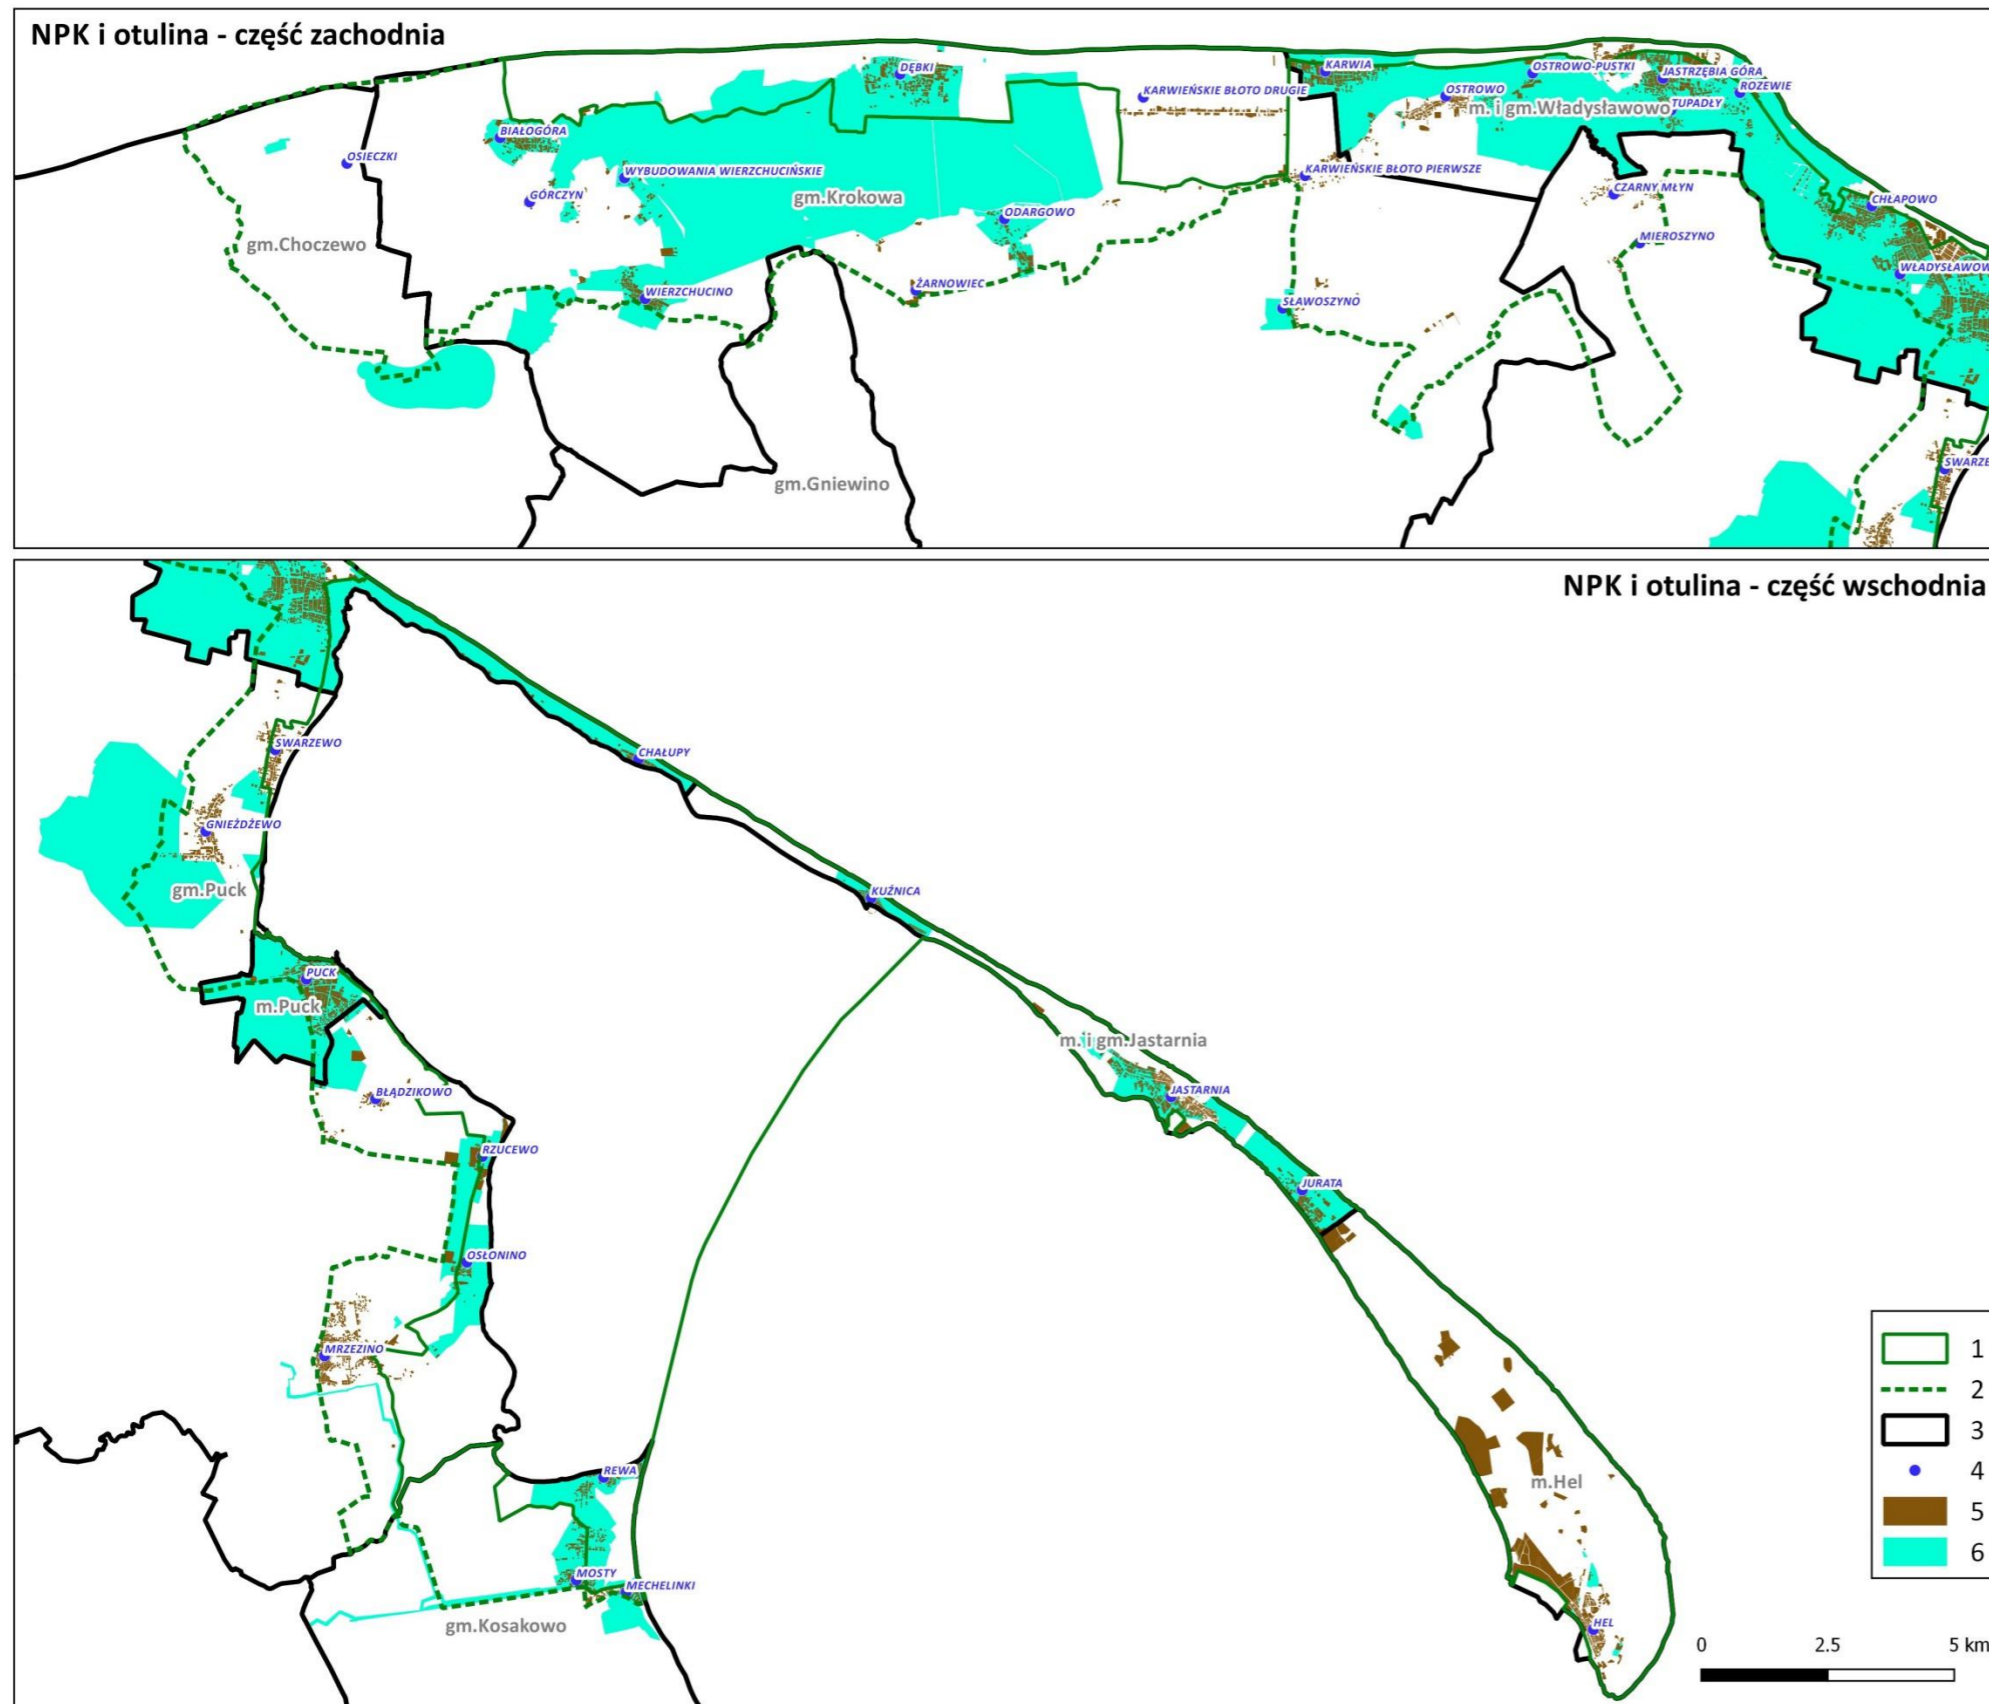 NPK i otulina - część zachodnia
DĘBKI
KARWIA
OSTROWO-PUSTKI
JASTRZĘBIA GÓRA
KARWIEŃSKIE BŁOTO DRUGIE
OSTROWO
ROZEWIE
m. i gm.Władysławowo
TUPADŁY
BIAŁOGÓRA
OSIECZKI
WYBUDOWANIA WIERZCHUCIŃSKIE
KARWIEŃSKIE BŁOTO PIERWSZE
GÓRCZYN
gm.Krokowa
CZARNY MŁYN
CHŁAPOWO
ODARGOWO
gm.Choczewo
MIEROSZYNO
WŁADYSŁAWOW
WIERZCHUCINO
ŻARNOWIEC
SŁAWOSZYNO
SWARZE
gm.Gniewino
NPK i otulina - część wschodnia
SWARZEWO
CHAŁUPY
GNIEŻDŻEWO
gm.Puck
KUŹNICA
PUCK
m.Puck
m. i gm.Jastarnia
BŁĄDZIKOWO
JASTARNIA
RZUCEWO
JURATA
OSŁONINO
MRZEZINO
REWA
m.Hel
MOSTY
MECHELINKI
gm.Kosakowo
HEL
1
2
3
4
5
6
0 2.5 5 km